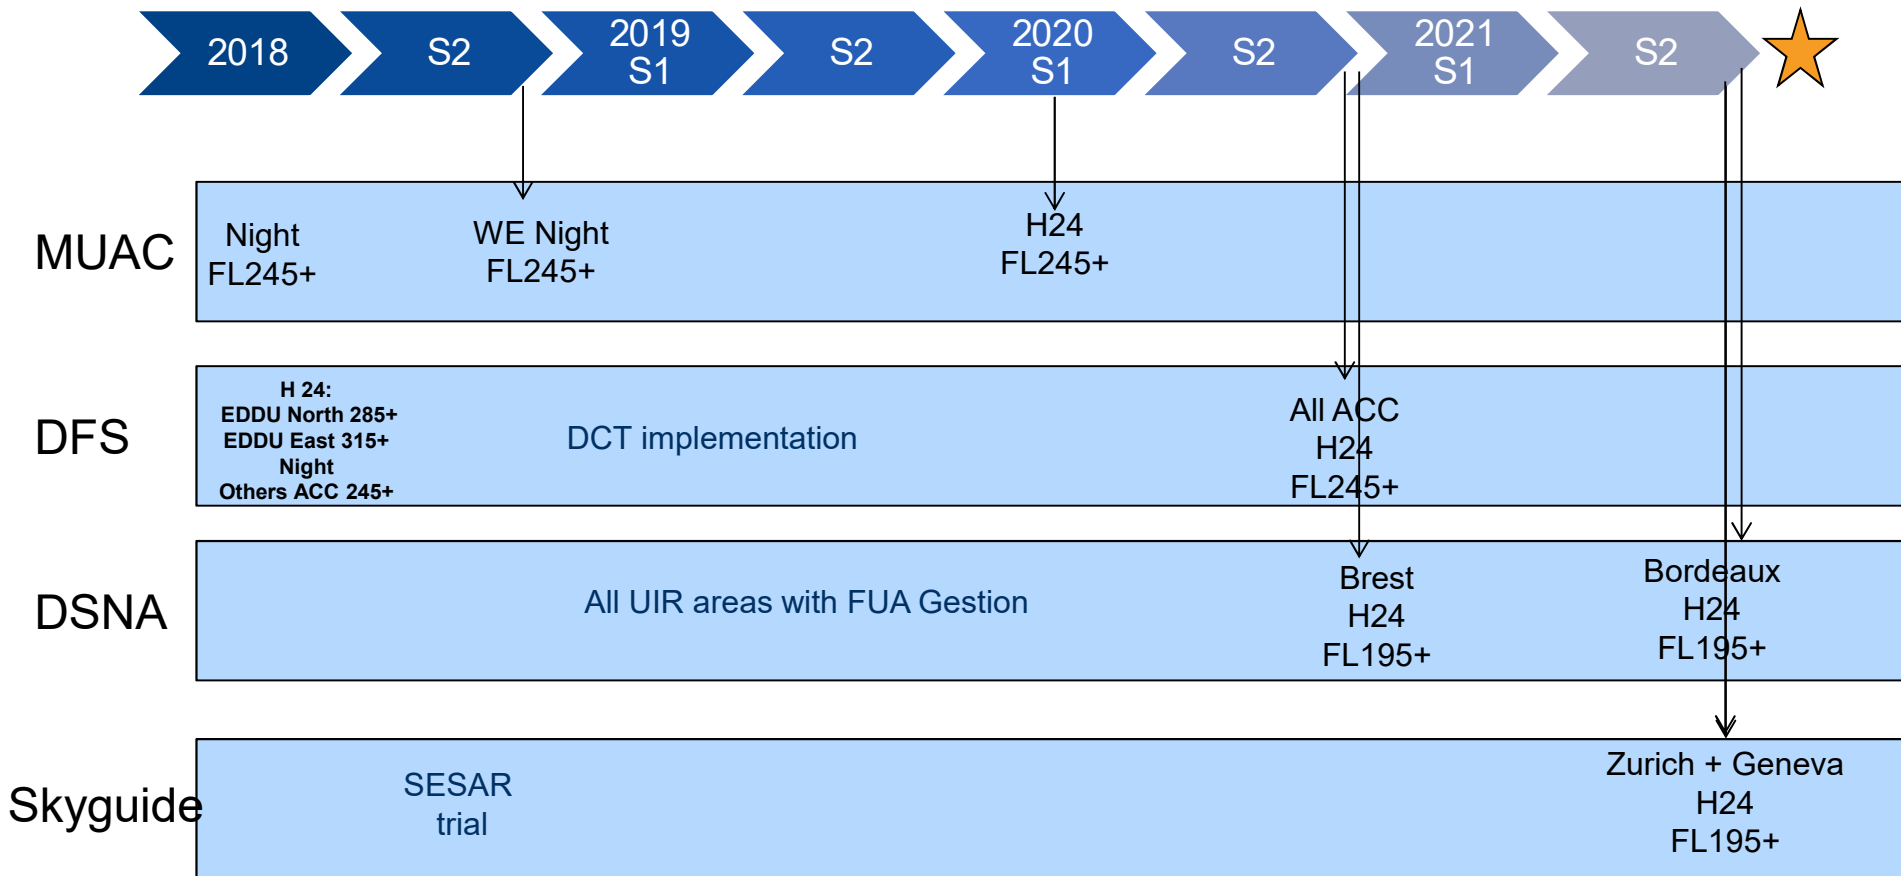 2018
S2
2019
S1
S2
2020
S1
S2
2021
S1
S2
MUAC
Night
FL245+
WE Night
FL245+
H24
FL245+
DFS
H 24:
EDDU North 285+
EDDU East 315+
Night
Others ACC 245+
DCT implementation
All ACC
H24
FL245+
DSNA
All UIR areas with FUA Gestion
Brest
H24
FL195+
Bordeaux
H24
FL195+
Skyguide
SESAR
trial
Zurich + Geneva
H24
FL195+